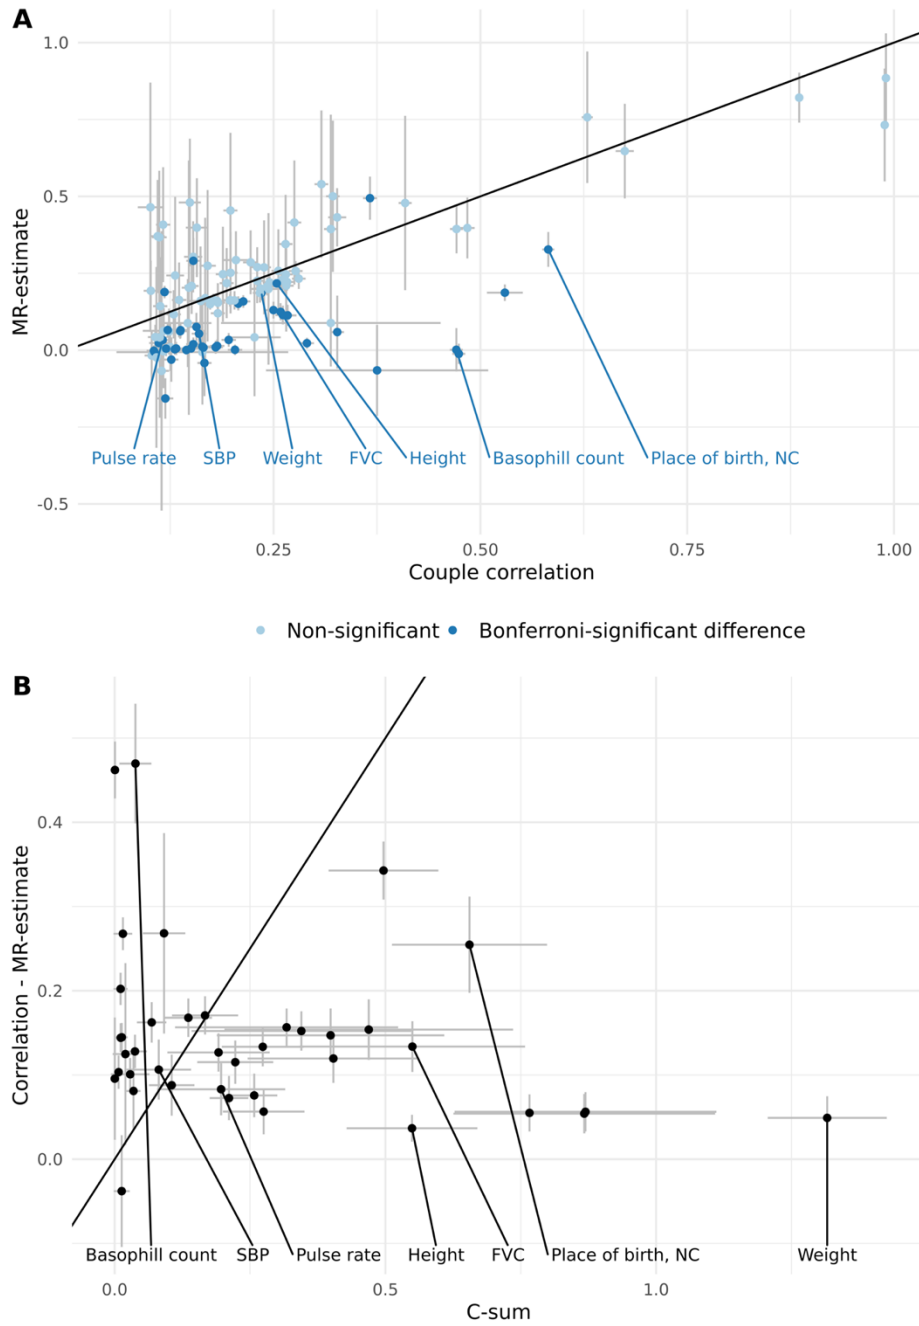 A
1.0
0.5
0.0
-0.5
MR-estimate
Pulse rate SBP Weight FVC Height Basophill count Place of birth, NC
0.25 0.50 0.75 1.00
Couple correlation
Non-significant Bonferroni-significant difference
B
0.4
0.2
0.0
Correlation - MR-estimate
Basophill count SBP Pulse rate Height FVC Place of birth, NC Weight
0.0 0.5 1.0
C-sum